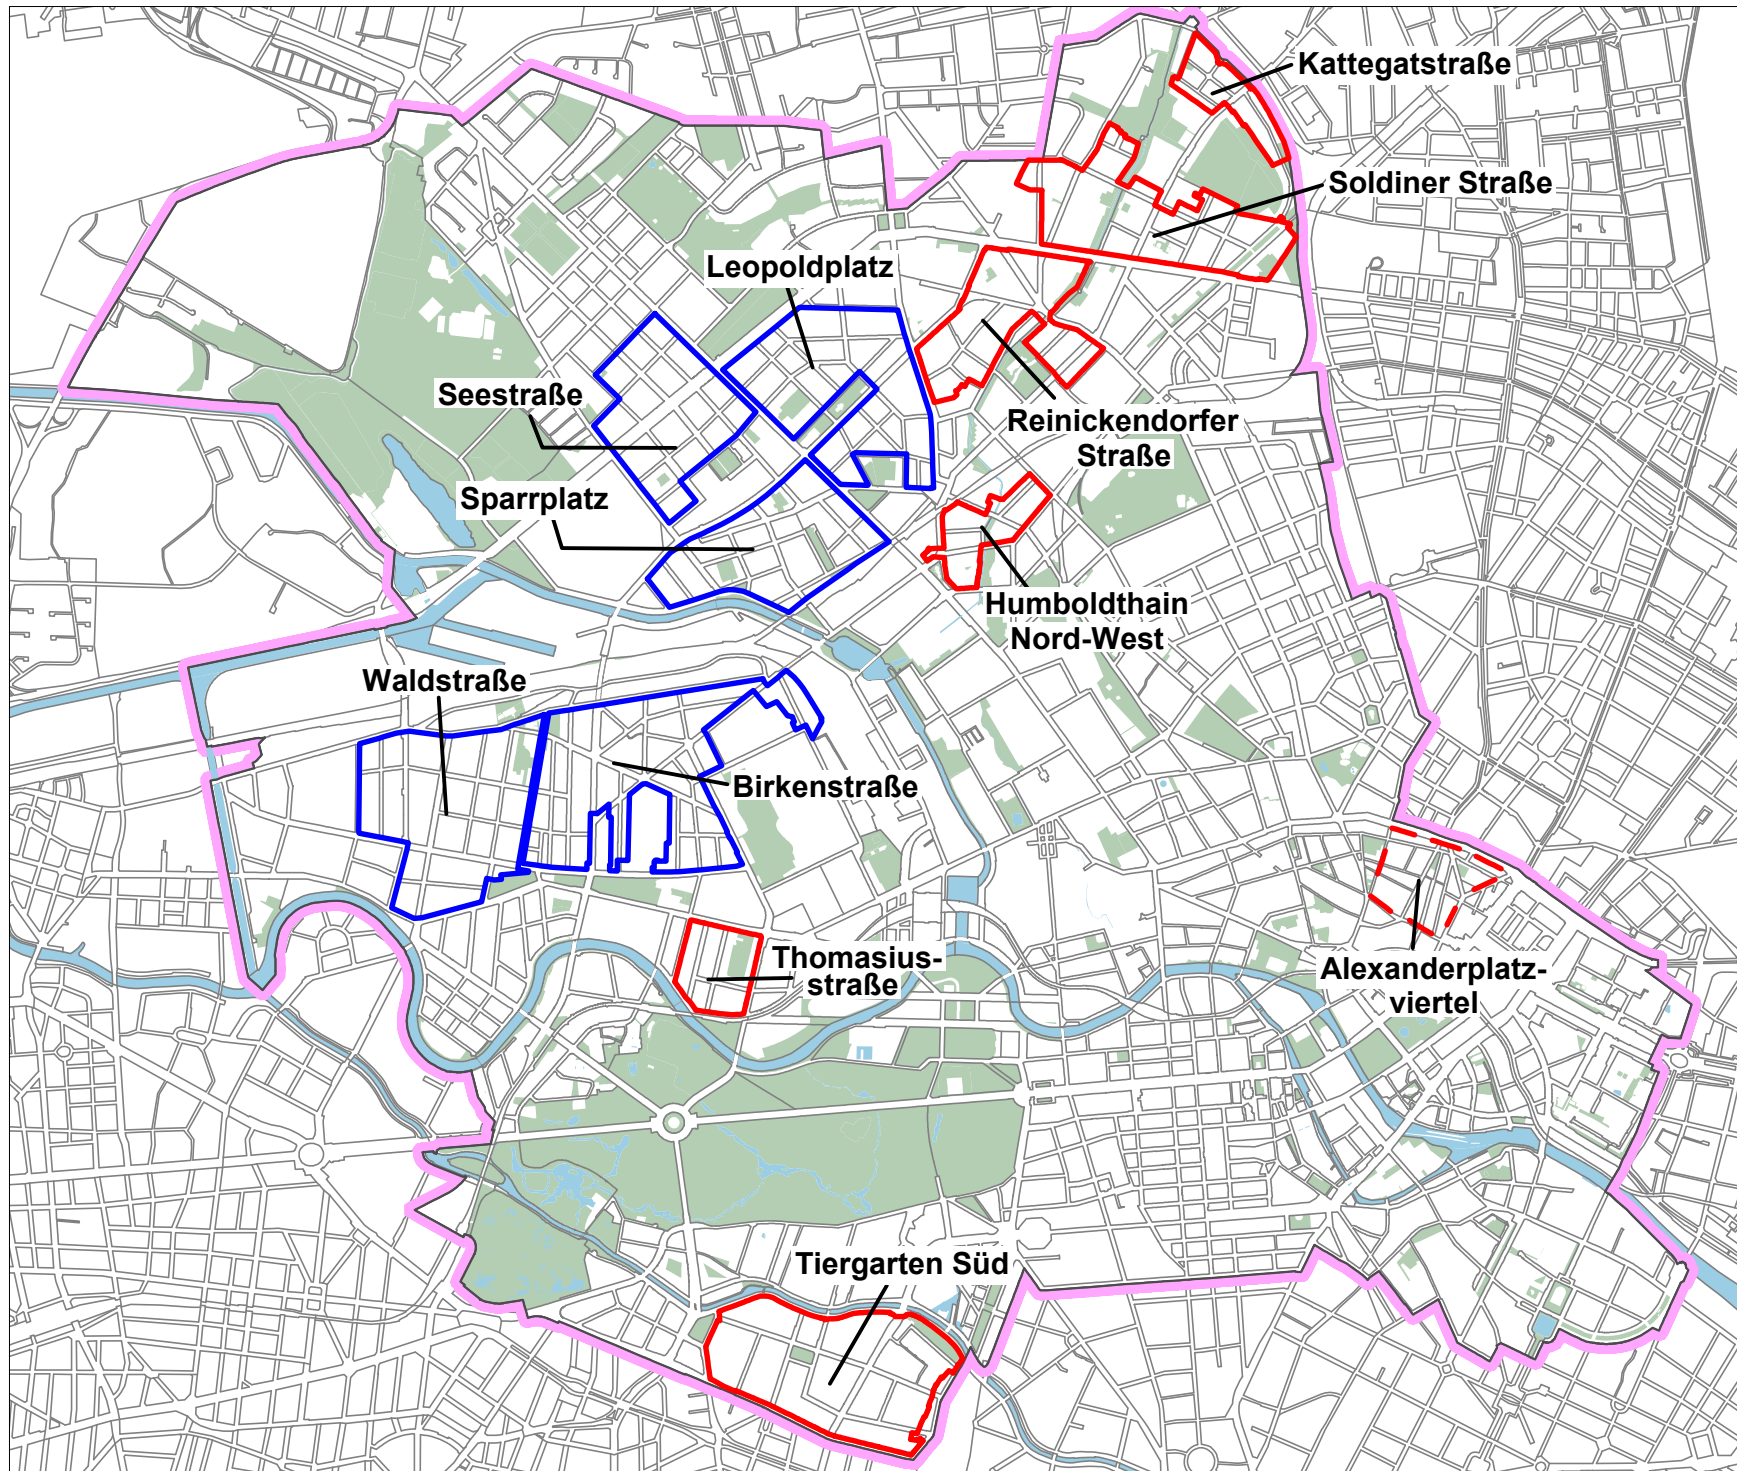 Kattegatstraße
Soldiner Straße
Leopoldplatz
Seestraße
Reinickendorfer
Straße
Sparrplatz
Humboldthain
Nord-West
Waldstraße
Birkenstraße
Thomasius-
straße
Alexanderplatz-
viertel
Tiergarten Süd